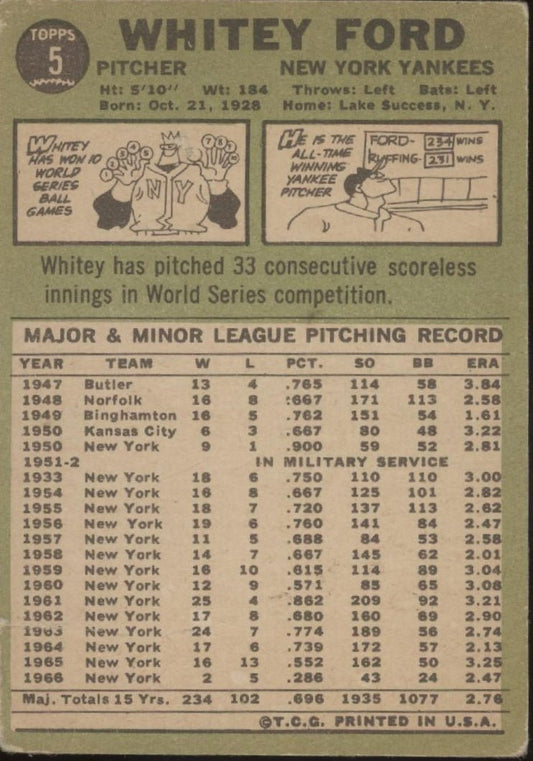 TOPPS
5
WHITEY FORD
PITCHER NEW YORK YANKEES
Ht: 5'10" Wt: 184 Throws: Left Bats: Left
Born: Oct. 21, 1928 Home: Lake Success, N. Y.
WHITEY
HAS WON 10
WORLD
SERIES
BALL
GAMES
NY
HE IS THE
ALL-TIME
WINNING
YANKEE
PITCHER
FORD- 234 WINS
RUFFING- 231 WINS
Whitey has pitched 33 consecutive scoreless
innings in World Series competition.
MAJOR & MINOR LEAGUE PITCHING RECORD
YEAR TEAM W L PCT. SO BB ERA
1947 Butler 13 4 .765 114 58 3.84
1948 Norfolk 16 8 .667 171 113 2.58
1949 Binghamton 16 5 .762 151 54 1.61
1950 Kansas City 6 3 .667 80 48 3.22
1950 New York 9 1 .900 59 52 2.81
1951-2 IN MILITARY SERVICE
1933 New York 18 6 .750 110 110 3.00
1954 New York 16 8 .667 125 101 2.82
1955 New York 18 7 .720 137 113 2.62
1956 New York 19 6 .760 141 84 2.47
1957 New York 11 5 .688 84 53 2.58
1958 New York 14 7 .667 145 62 2.01
1959 New York 16 10 .615 114 89 3.04
1960 New York 12 9 .571 85 65 3.08
1961 New York 25 4 .862 209 92 3.21
1962 New York 17 8 .680 160 69 2.90
1963 New York 24 7 .774 189 56 2.74
1964 New York 17 6 .739 172 57 2.13
1965 New York 16 13 .552 162 50 3.25
1966 New York 2 5 .286 43 24 2.47
Maj. Totals 15 Yrs. 234 102 .696 1935 1077 2.76
©T.C.G. PRINTED IN U.S.A.